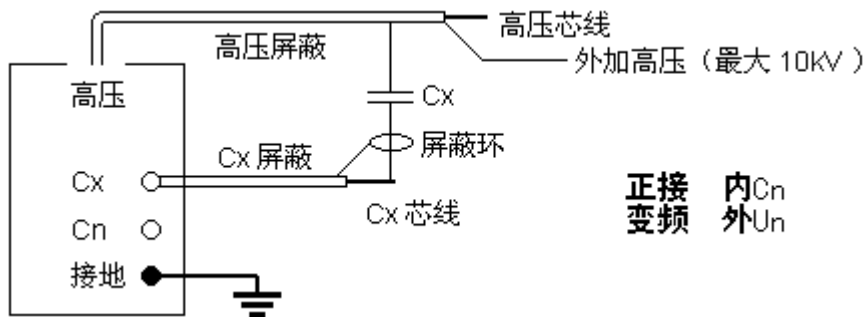 高压芯线
高压屏蔽
外加高压（最大 10kV ）
高压
Cx
屏蔽环
Cx 屏蔽
Cx
Cx 芯线
正接 内Cn
变频 外Un
Cn
接地